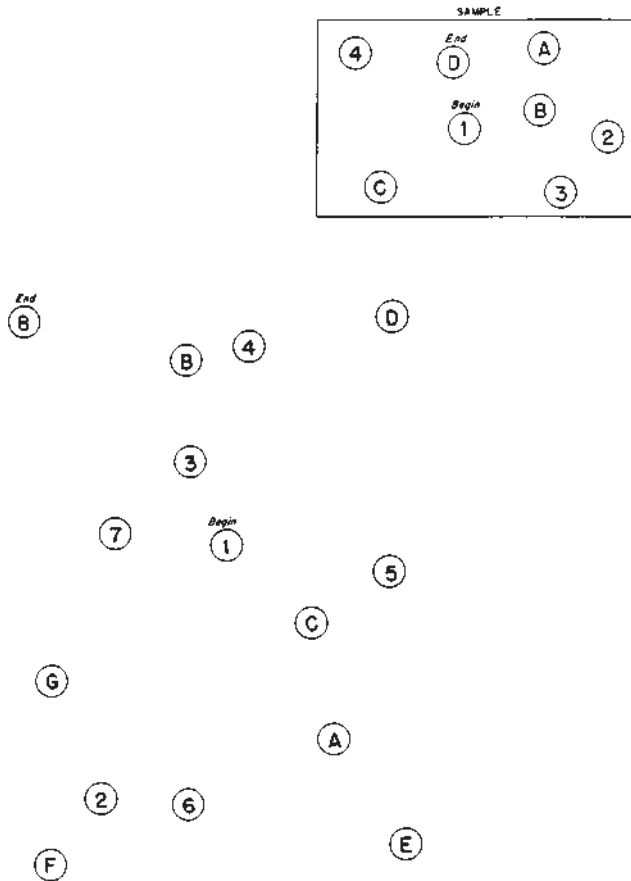 SAMPLE
End
4 D A
Begin
1 B 2
C 3
End
8 D
B 4
3
Begin
7 1
5
C
G
A
2 6
E
F